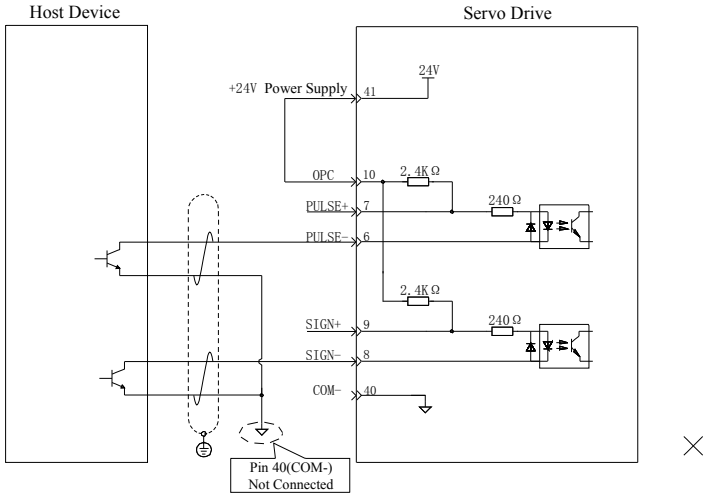 Host Device
Servo Drive
24V
+24V Power Supply
41
OPC
10
2.4KΩ
PULSE+
7
240Ω
PULSE-
6
2.4KΩ
SIGN+
9
240Ω
SIGN-
8
COM-
40
Pin 40(COM-)
Not Connected